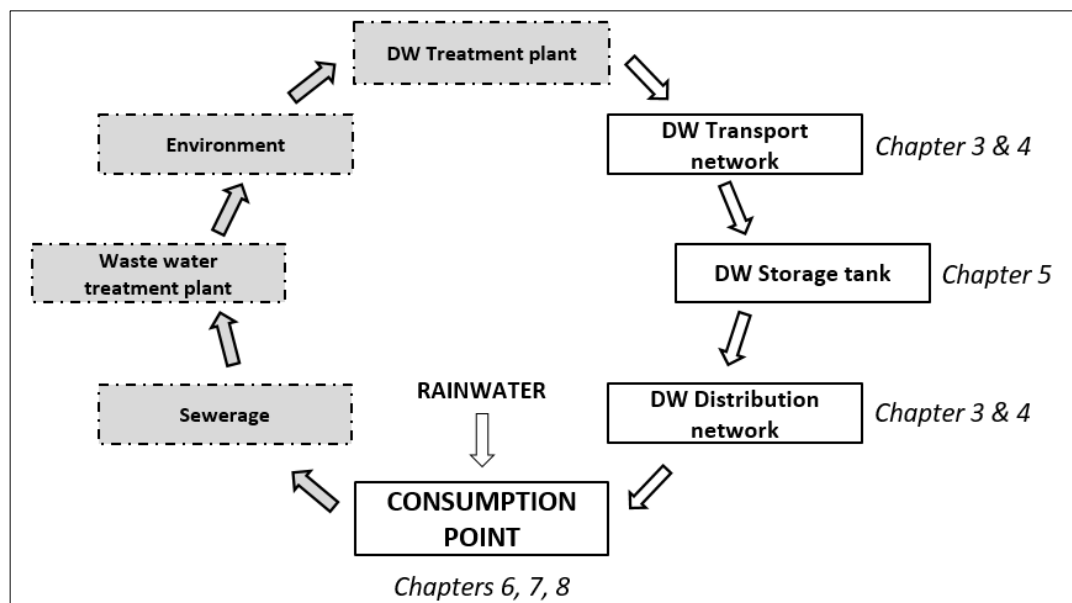 DW Treatment plant
Environment
DW Transport
network
Chapter 3 & 4
Waste water
treatment plant
DW Storage tank
Chapter 5
RAINWATER
Sewerage
DW Distribution
network
Chapter 3 & 4
CONSUMPTION
POINT
Chapters 6, 7, 8